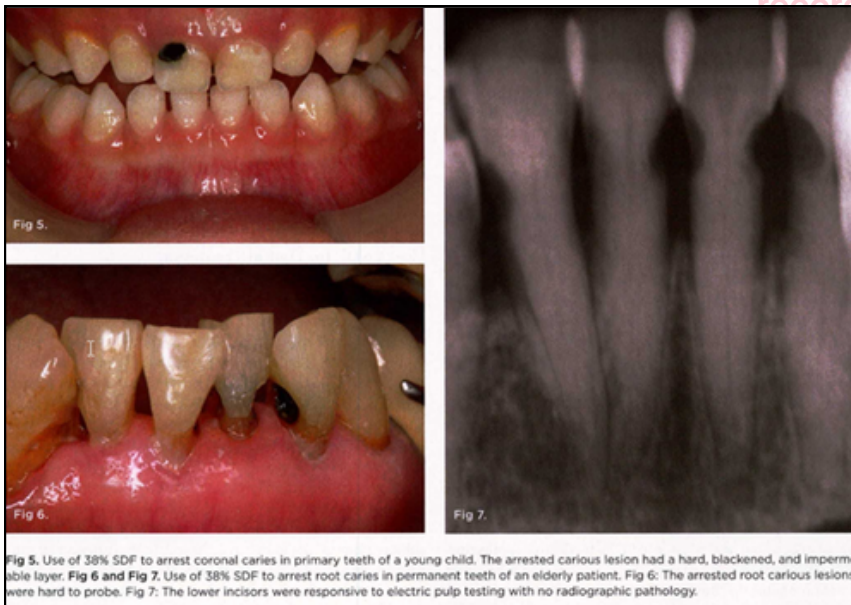 Fig 5.
Fig 6.
Fig 7.
Fig 5. Use of 38% SDF to arrest coronal caries in primary teeth of a young child. The arrested carious lesion had a hard, blackened, and imperm
able layer. Fig 6 and Fig 7. Use of 38% SDF to arrest root caries in permanent teeth of an elderly patient. Fig 6: The arrested root carious lesions
were hard to probe. Fig 7: The lower incisors were responsive to electric pulp testing with no radiographic pathology.